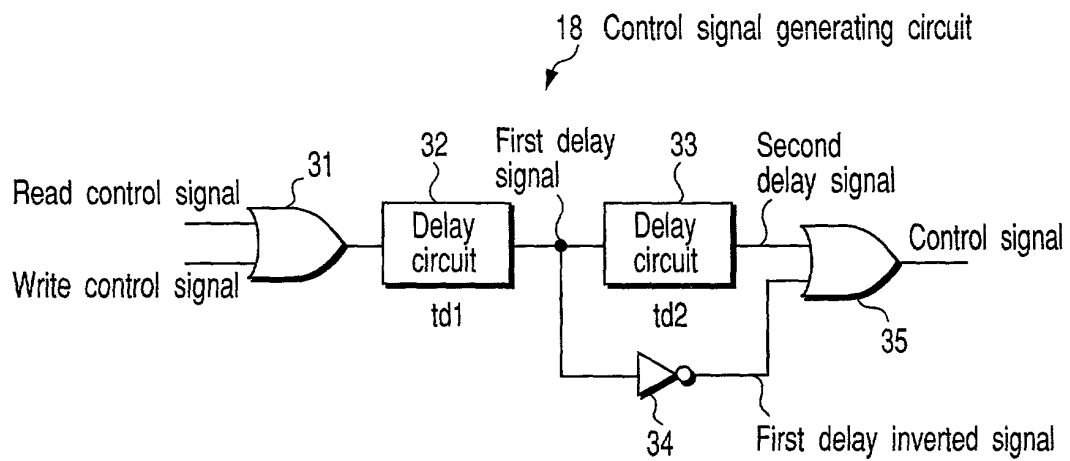 18 Control signal generating circuit
First delay
signal
32
33
Second
delay signal
31
Read control signal
Delay
circuit
Delay
circuit
Control signal
Write control signal
td1
td2
35
34
First delay inverted signal